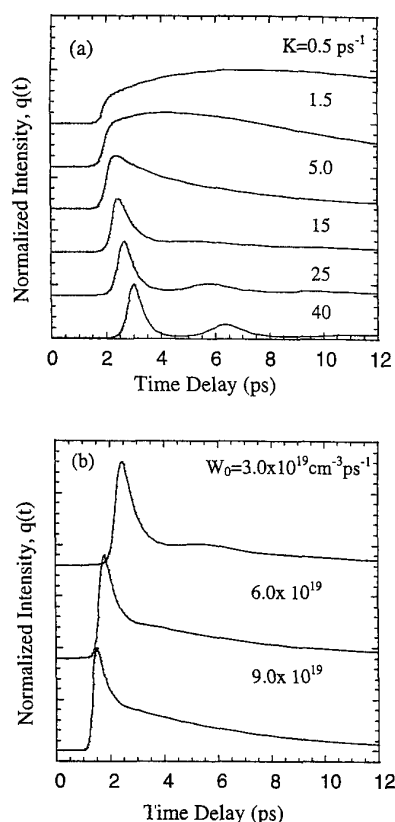 (a)
K=0.5 ps⁻¹
1.5
5.0
15
25
40
Normalized Intensity, q(t)
0 2 4 6 8 10 12
Time Delay (ps)
(b)
W₀=3.0x10¹⁹cm⁻³ps⁻¹
6.0x 10¹⁹
9.0x 10¹⁹
Normalized Intensity, q(t)
0 2 4 6 8 10 12
Time Delay (ps)